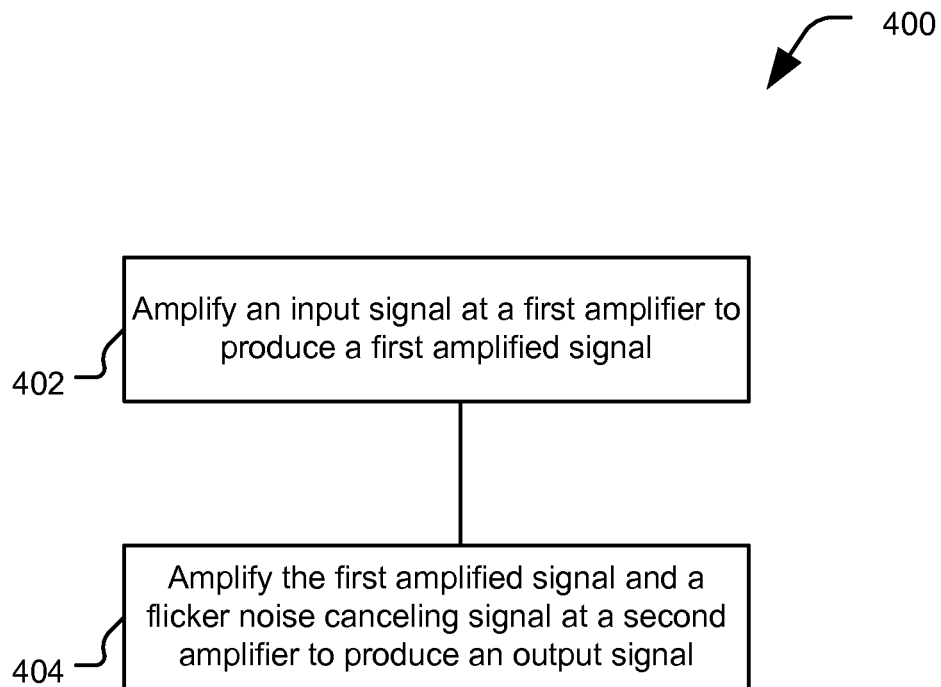 400
Amplify an input signal at a first amplifier to
produce a first amplified signal
402
Amplify the first amplified signal and a
flicker noise canceling signal at a second
amplifier to produce an output signal
404